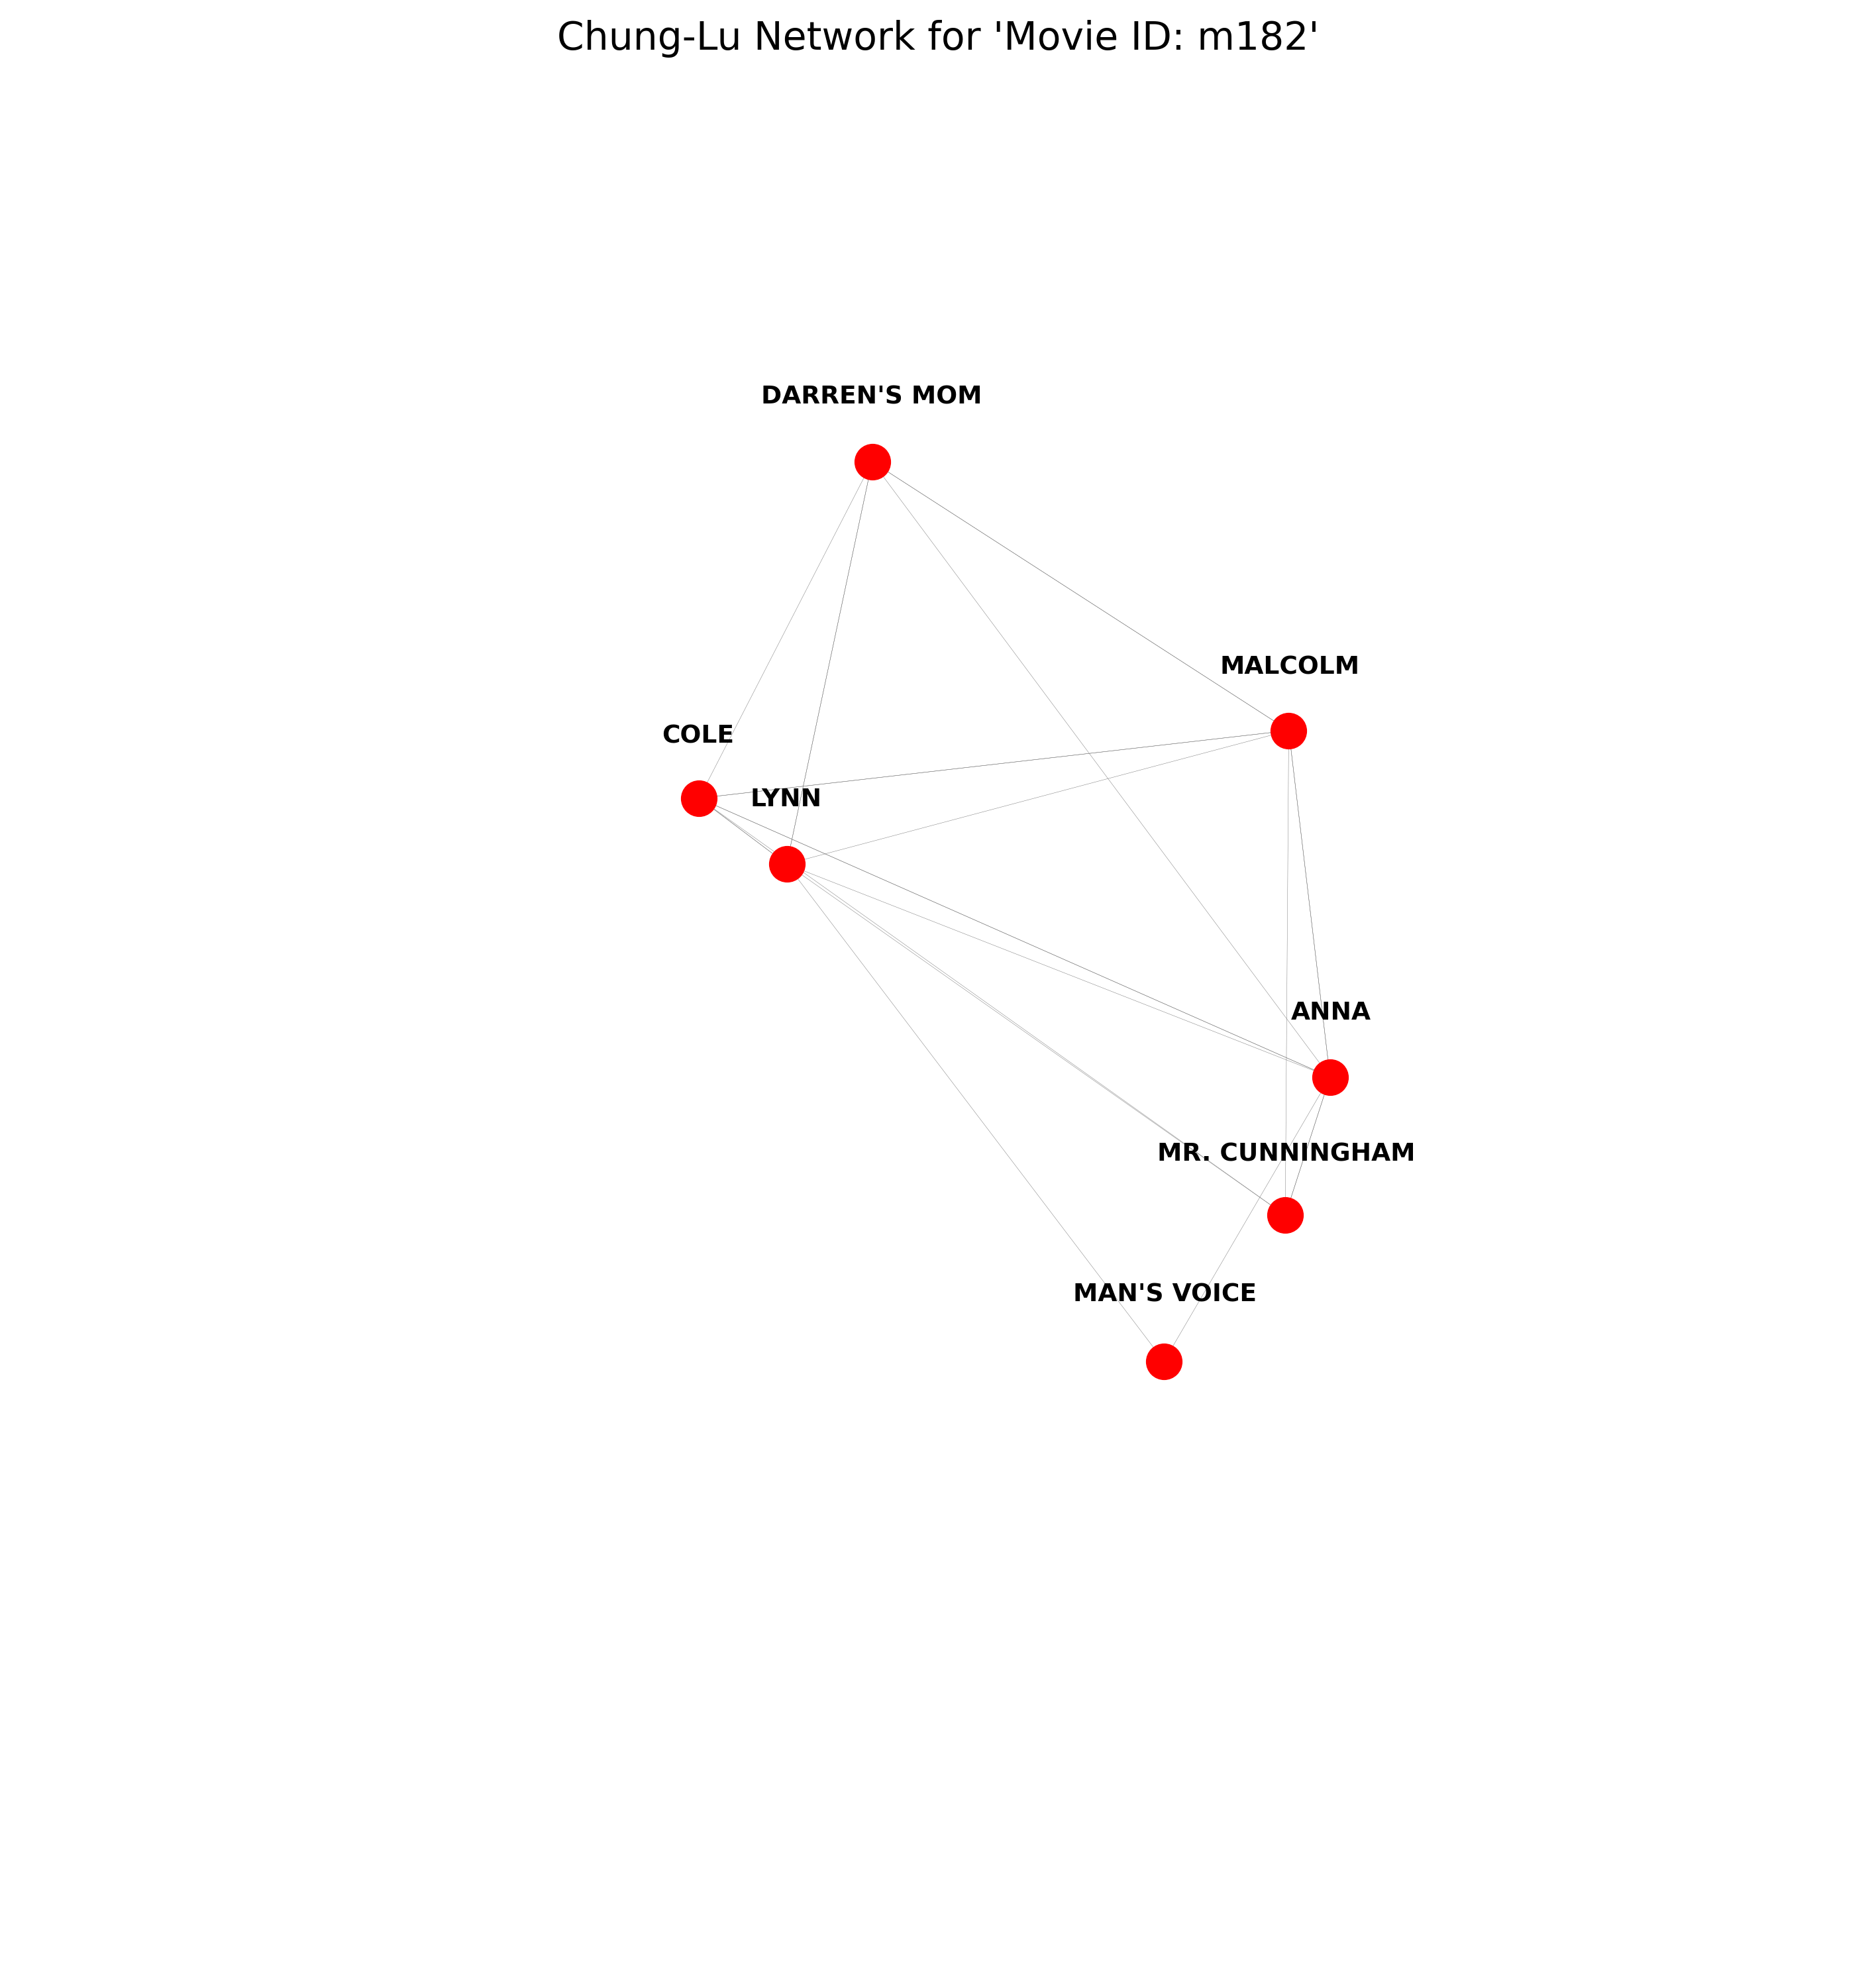 Chung-Lu Network for 'Movie ID: m182'
DARREN'S MOM
MALCOLM
COLE
LYNN
ANNA
MR. CUNNINGHAM
MAN'S VOICE